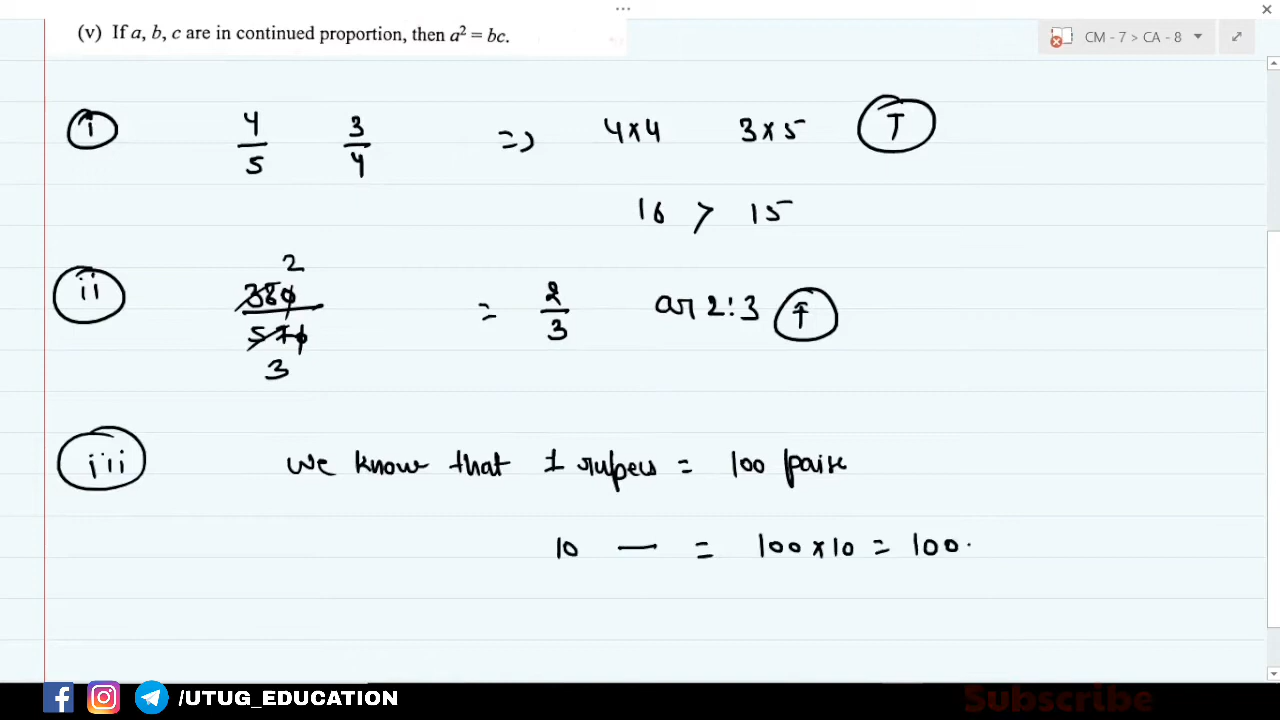 (v) If a, b, c are in continued proportion, then a² = bc.
CM - 7 > CA - 8
i 4/5 3/4 => 4×4 3×5 T
16 > 15
ii 380/570 2 3 = 2/3 or 2:3 T
iii We know that 1 rupees = 100 paise
10 — = 100×10 = 100.
/UTUG_EDUCATION
Subscribe